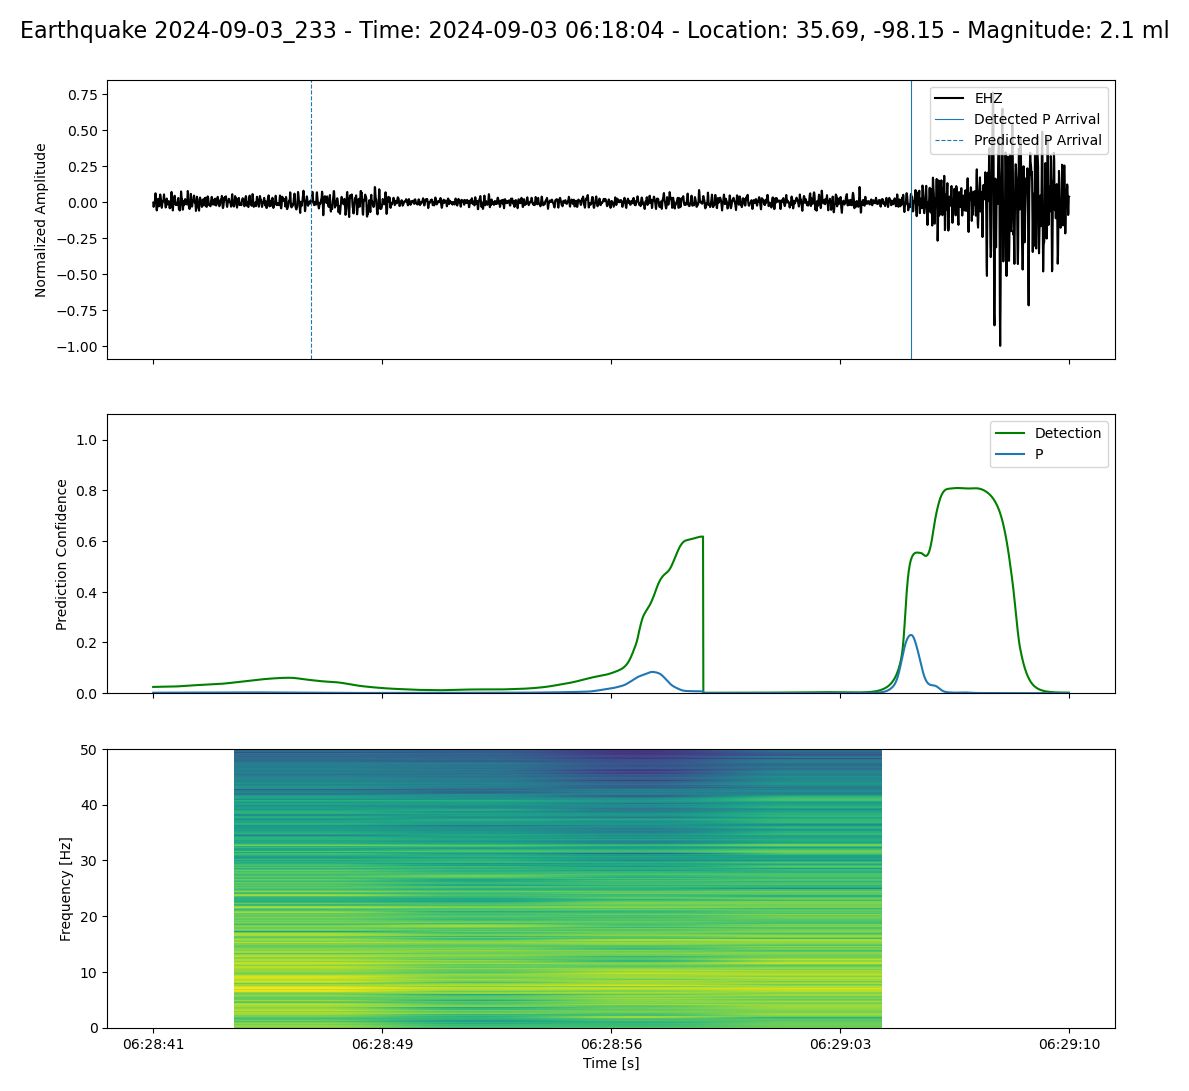 Earthquake 2024-09-03_233 - Time: 2024-09-03 06:18:04 - Location: 35.69, -98.15 - Magnitude: 2.1 ml
Normalized Amplitude
0.75
0.50
0.25
0.00
−0.25
−0.50
−0.75
−1.00
EHZ
Detected P Arrival
Predicted P Arrival
Prediction Confidence
1.0
0.8
0.6
0.4
0.2
0.0
Detection
P
Frequency [Hz]
50
40
30
20
10
0
06:28:41 06:28:49 06:28:56 06:29:03 06:29:10
Time [s]